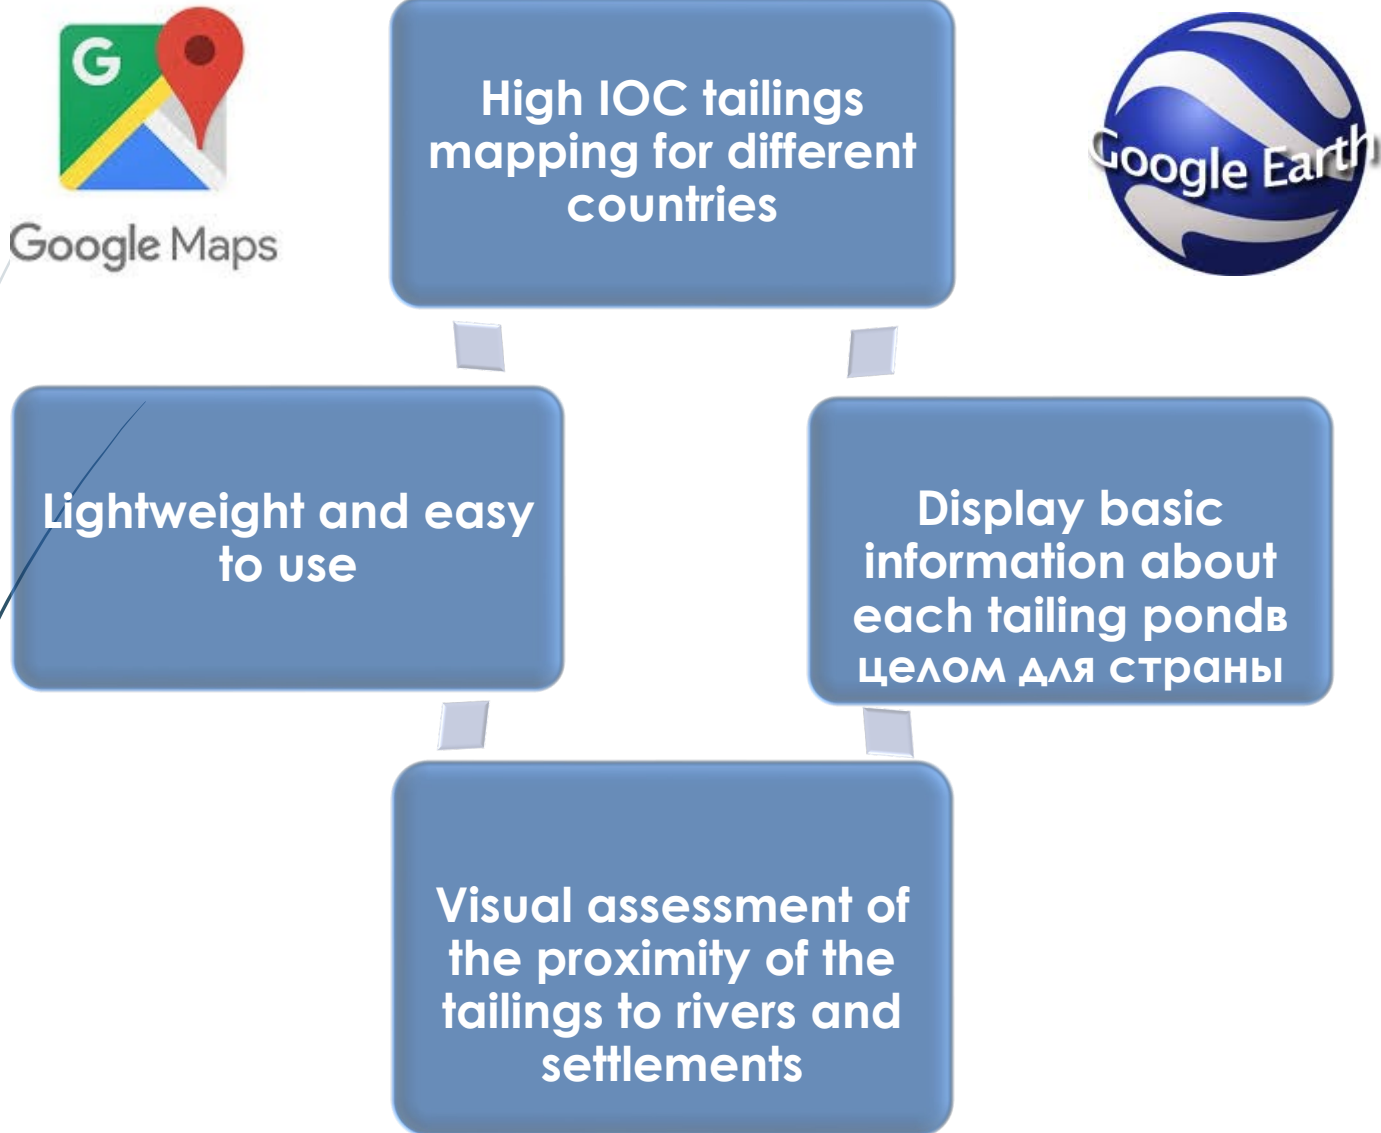 G
Google Maps
High IOC tailings
mapping for different
countries
Google Earth
Lightweight and easy
to use
Display basic
information about
each tailing pondв
целом для страны
Visual assessment of
the proximity of the
tailings to rivers and
settlements